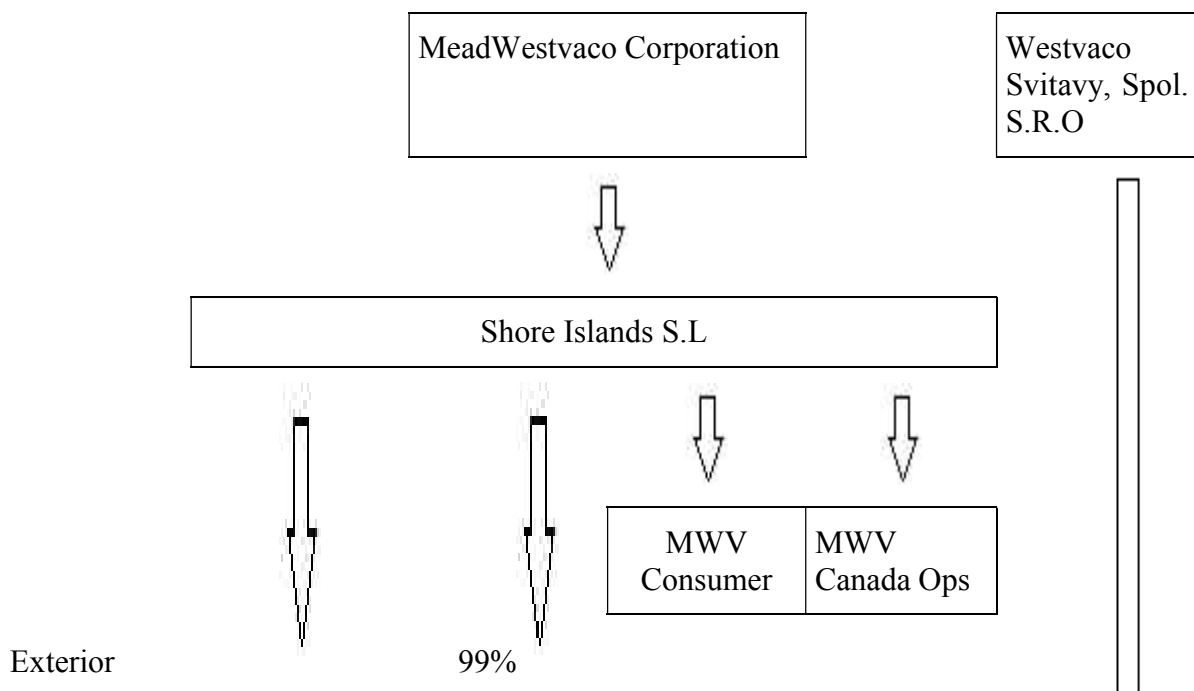 MeadWestvaco Corporation
Westvaco
Svitavy, Spol.
S.R.O
Shore Islands S.L
MWV
Consumer
MWV
Canada Ops
Exterior
99%